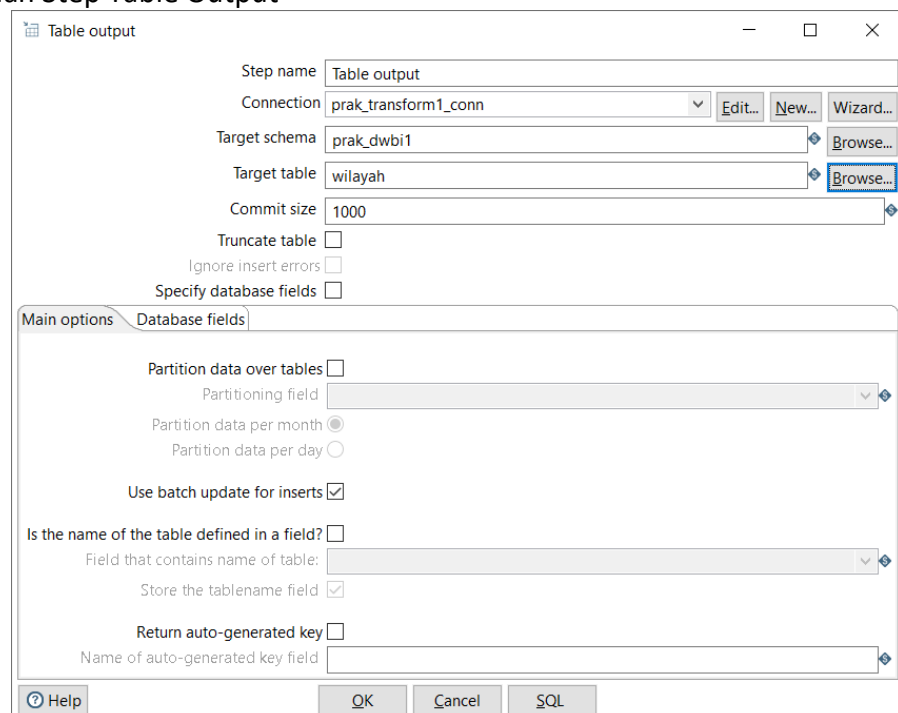 an Step Table Output
Table output
Step name Table output
Connection prak_transform1_conn Edit... New... Wizard...
Target schema prak_dwbi1 Browse...
Target table wilayah Browse...
Commit size 1000
Truncate table
Ignore insert errors
Specify database fields
Main options Database fields
Partition data over tables
Partitioning field
Partition data per month
Partition data per day
Use batch update for inserts
Is the name of the table defined in a field?
Field that contains name of table:
Store the tablename field
Return auto-generated key
Name of auto-generated key field
Help OK Cancel SQL